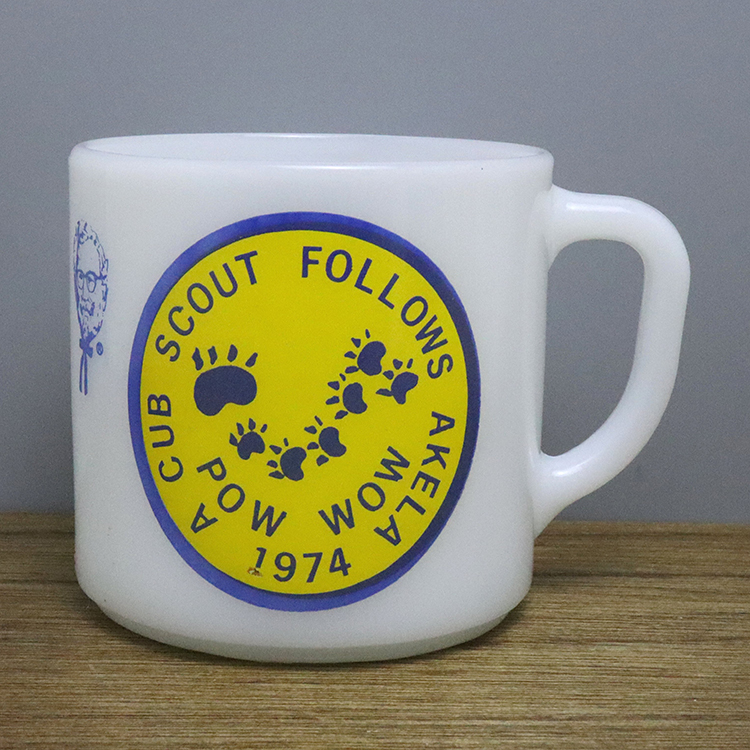 A CUB SCOUT FOLLOWS AKELA
POW WOW
1974
®